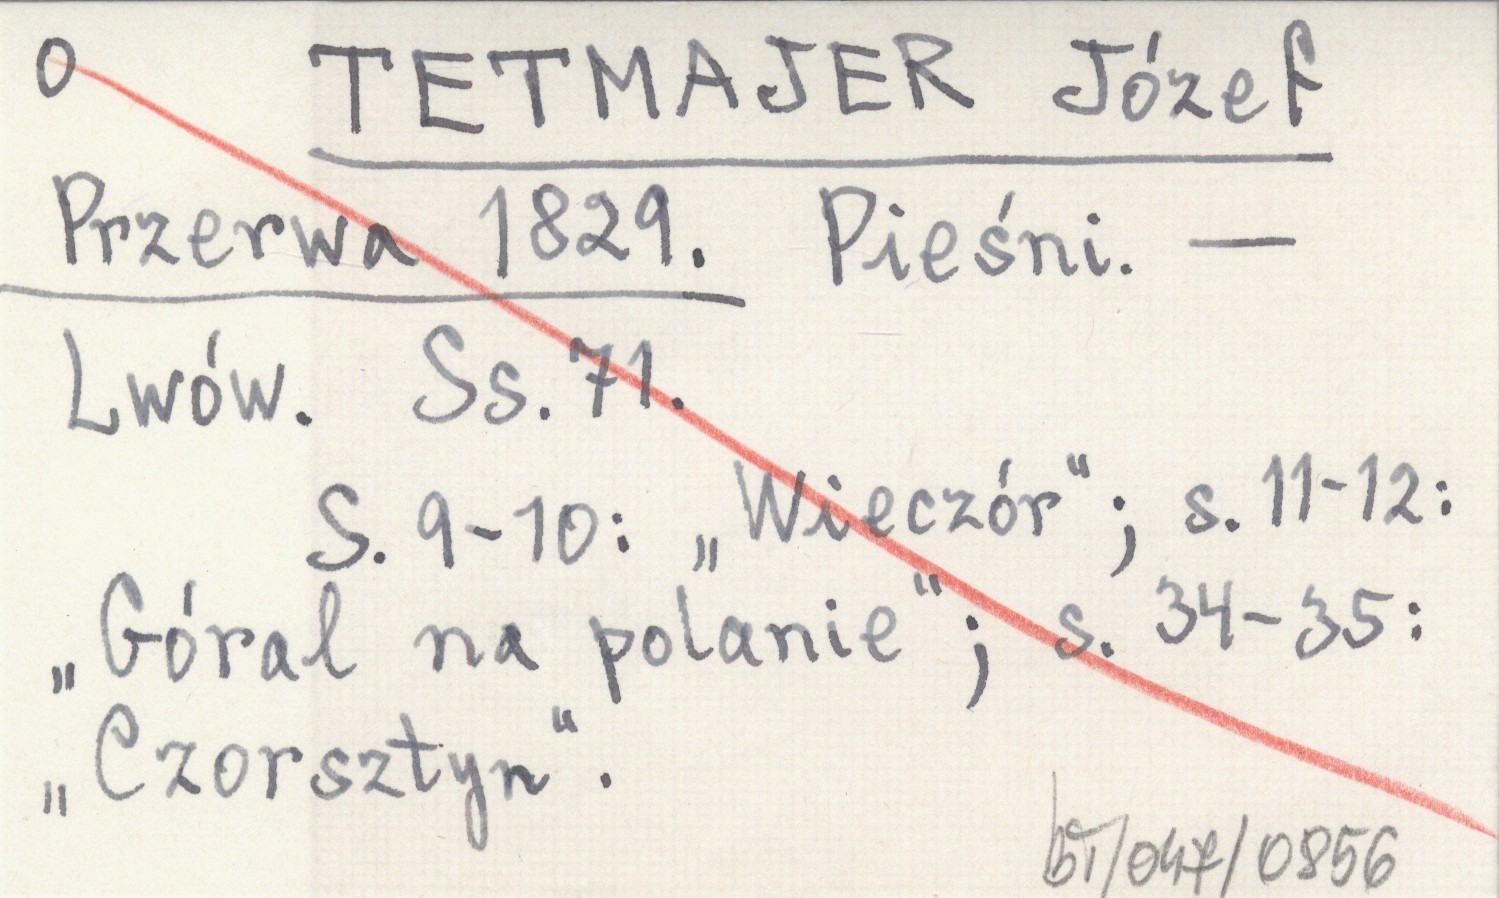 O TETMAJER Józef
Przerwa 1829. Pieśni. —
Lwów. Ss. 71.
S. 9-10: „Wieczór“; s. 11-12:
„Góral na polanie“; s. 34-35:
„Czorsztyn“.
bT/047/0856